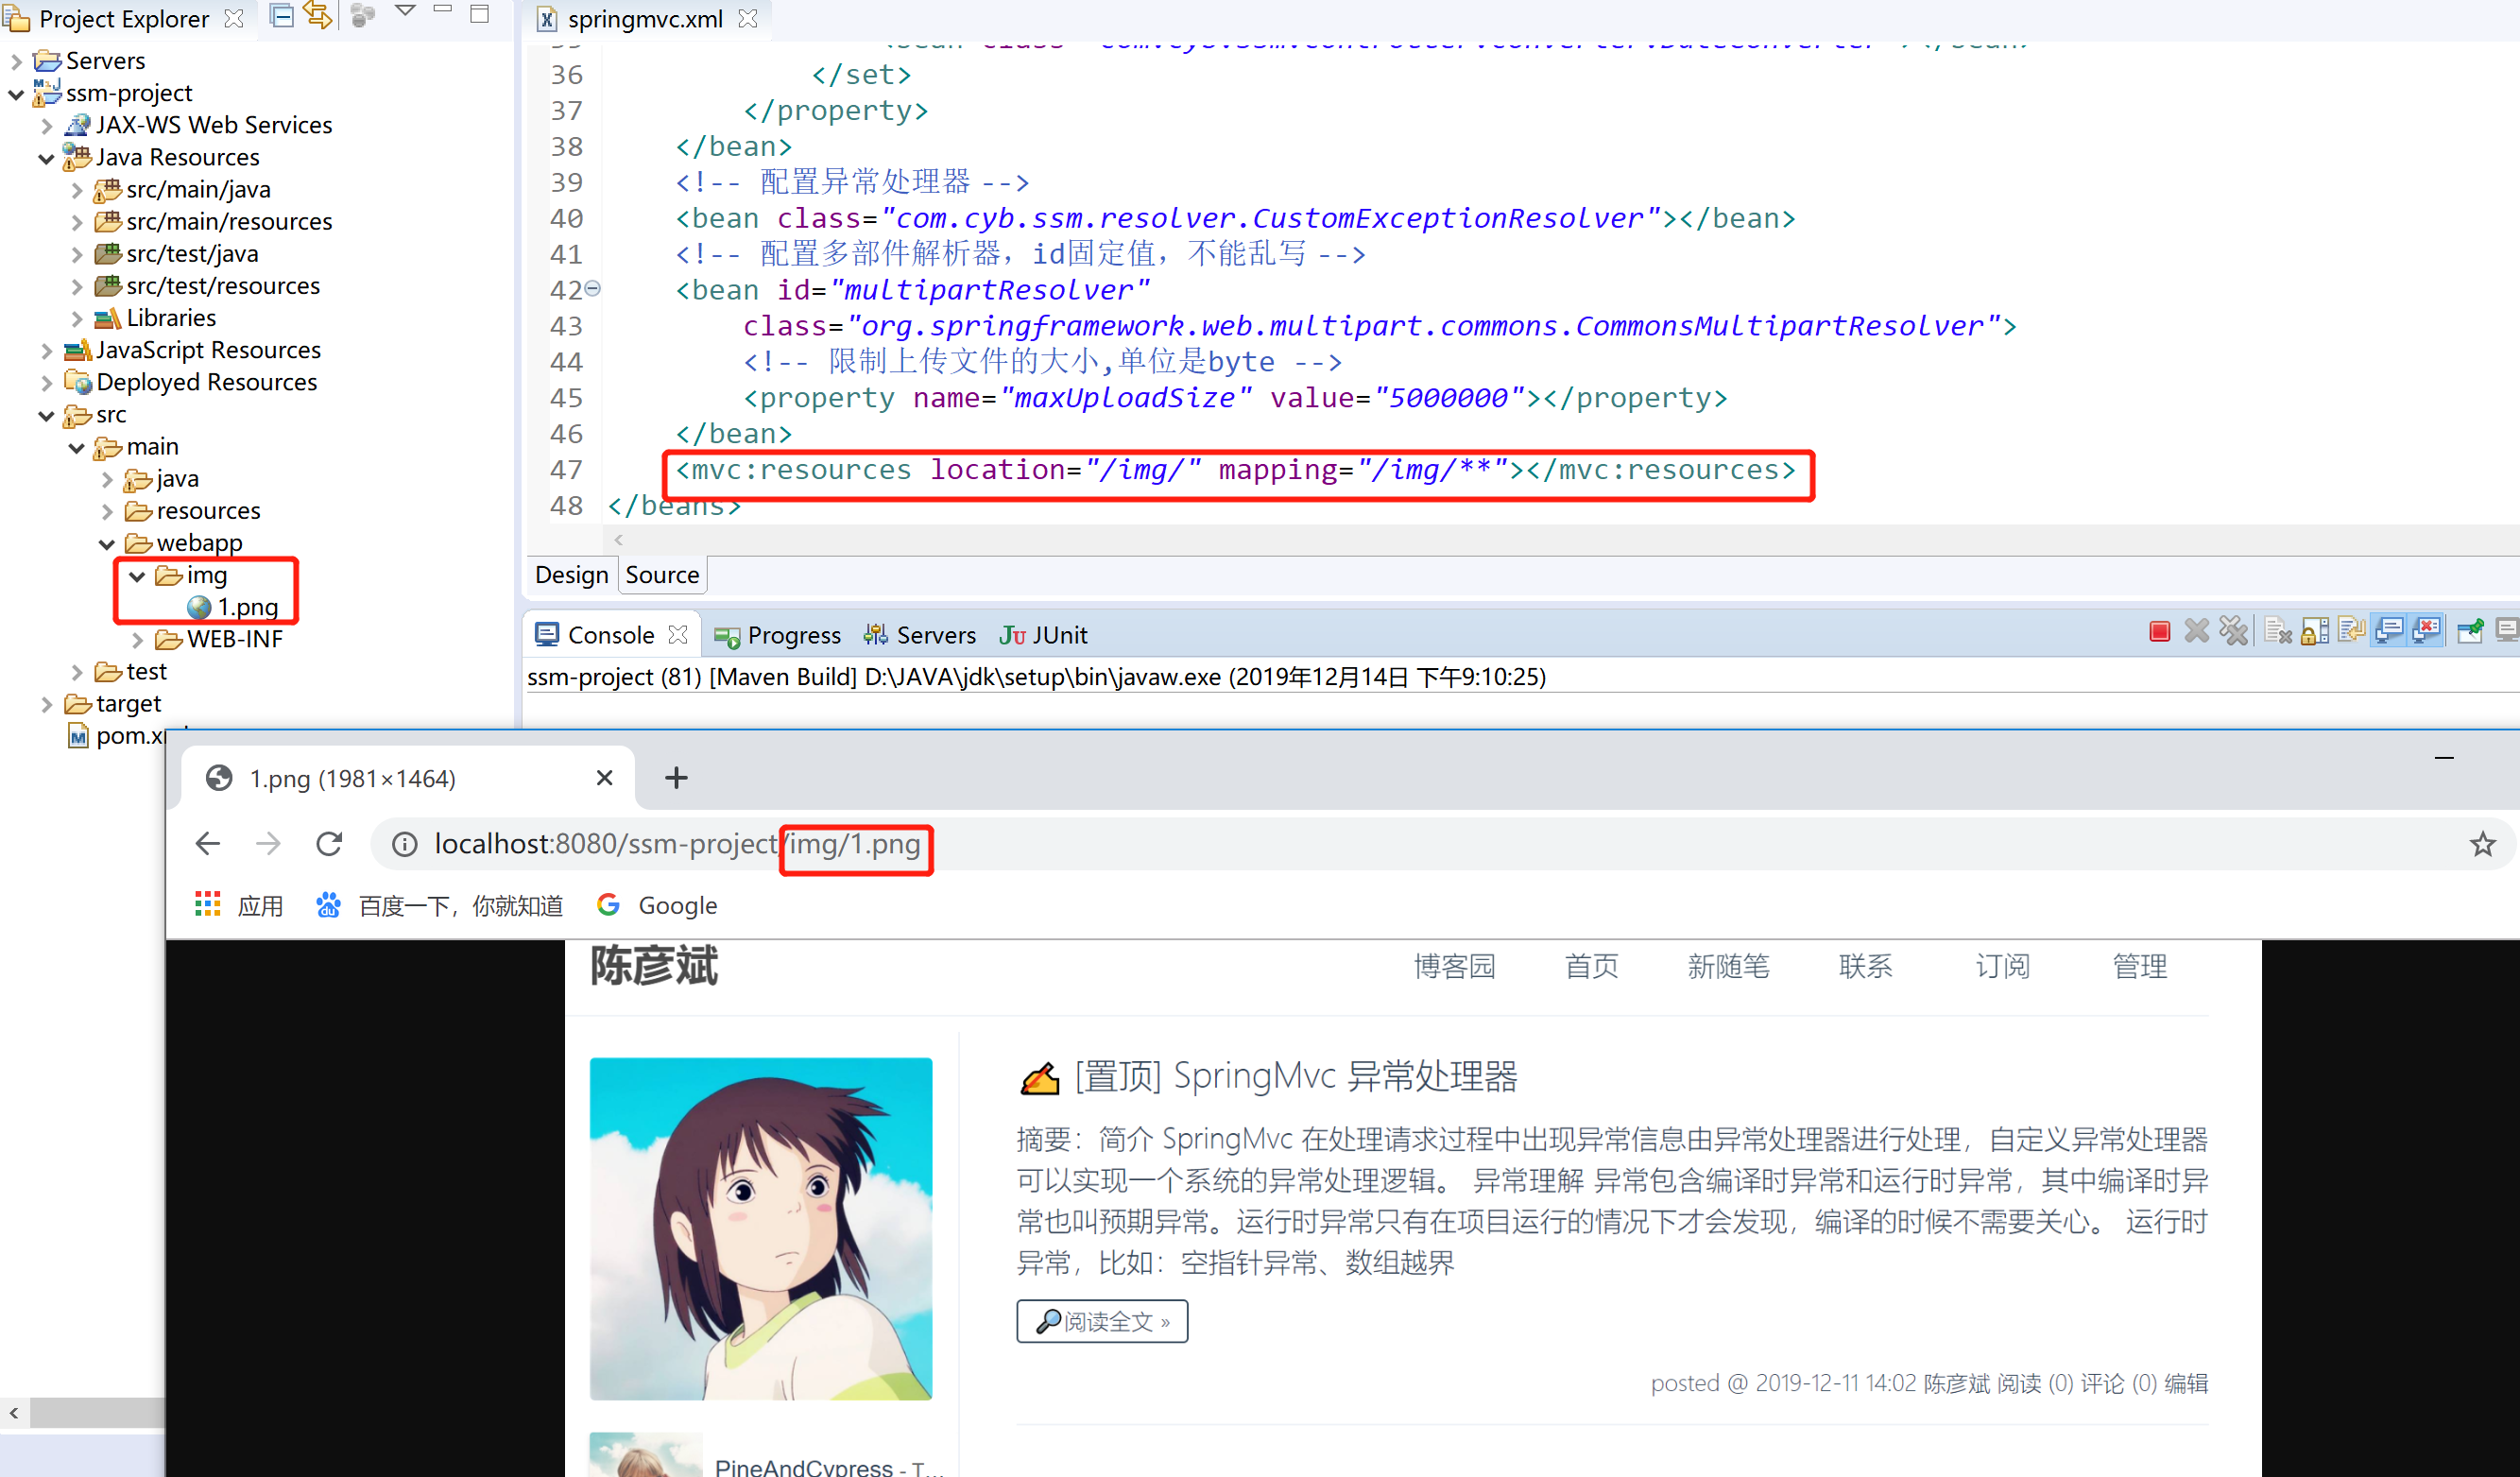 Project Explorer
Servers
ssm-project
JAX-WS Web Services
Java Resources
src/main/java
src/main/resources
src/test/java
src/test/resources
Libraries
JavaScript Resources
Deployed Resources
src
main
java
resources
webapp
img
1.png
WEB-INF
test
target
springmvc.xml
36 </set>
37 </property>
38 </bean>
39 <!-- 配置异常处理器 -->
40 <bean class="com.cyb.ssm.resolver.CustomExceptionResolver"></bean>
41 <!-- 配置多部件解析器，id固定值，不能乱写 -->
42 <bean id="multipartResolver"
43 class="org.springframework.web.multipart.commons.CommonsMultipartResolver">
44 <!-- 限制上传文件的大小,单位是byte -->
45 <property name="maxUploadSize" value="5000000"></property>
46 </bean>
47 <mvc:resources location="/img/" mapping="/img/**"></mvc:resources>
48 </beans>
Design Source
Console Progress Servers JUnit
ssm-project (81) [Maven Build] D:\JAVA\jdk\setup\bin\javaw.exe (2019年12月14日 下午9:10:25)
1.png (1981×1464)
localhost:8080/ssm-project/img/1.png
应用 百度一下，你就知道 Google
陈彦斌 博客园 首页 新随笔 联系 订阅 管理
[置顶] SpringMvc 异常处理器
摘要：简介 SpringMvc 在处理请求过程中出现异常信息由异常处理器进行处理，自定义异常处理器
可以实现一个系统的异常处理逻辑。 异常理解 异常包含编译时异常和运行时异常，其中编译时异
常也叫预期异常。运行时异常只有在项目运行的情况下才会发现，编译的时候不需要关心。 运行时
异常，比如：空指针异常、数组越界
阅读全文 »
posted @ 2019-12-11 14:02 陈彦斌 阅读 (0) 评论 (0) 编辑
PineAndCypress - T...